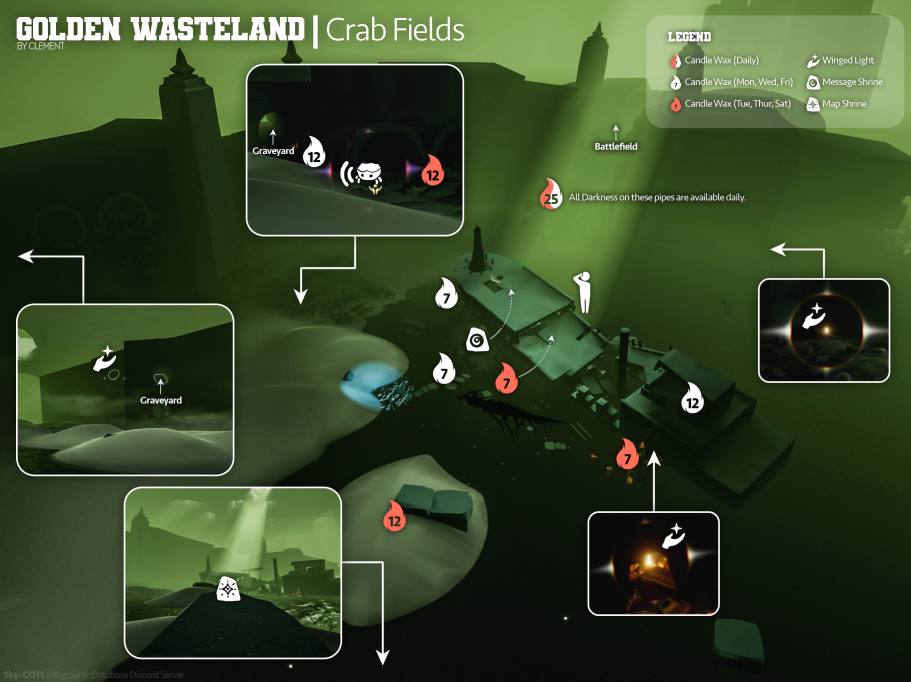 GOLDEN WASTELAND | Crab Fields
BY CLEMENT
LEGEND
Candle Wax (Daily)
Winged Light
Candle Wax (Mon, Wed, Fri)
Message Shrine
Candle Wax (Tue, Thur, Sat)
Map Shrine
Graveyard
12
12
Battlefield
25
All Darkness on these pipes are available daily.
7
7
7
12
Graveyard
7
12
Sky: COTL Infographic Database Discord Server